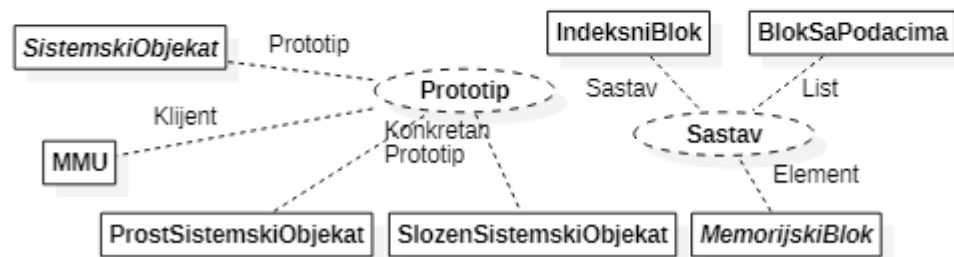 SistemskiObjekat
Prototip
IndeksniBlok
BlokSaPodacima
Prototip
Sastav
List
Klijent
Konkretan
Prototip
Sastav
MMU
Element
ProstSistemskiObjekat
SlozenSistemskiObjekat
MemorijskiBlok